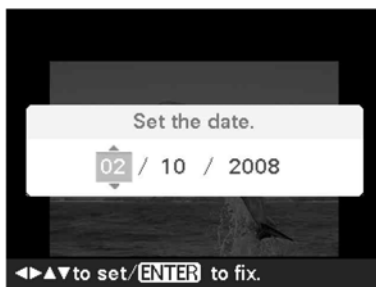 Set the date.
02 / 10 / 2008
◀▶▲▼to set/ENTER to fix.